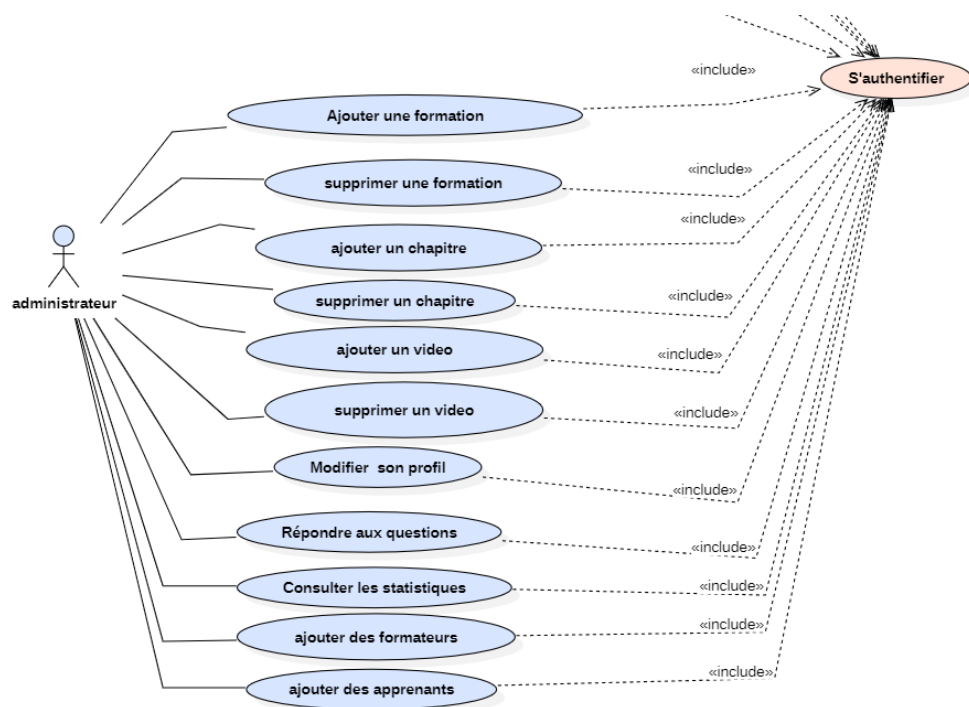 «include»
S'authentifier
Ajouter une formation
«include»
supprimer une formation
«include»
ajouter un chapitre
administrateur
«include»
supprimer un chapitre
«include»
ajouter un video
«include»
supprimer un video
Modifier son profil
«include»
Répondre aux questions
«include»
Consulter les statistiques
«include»
ajouter des formateurs
«include»
ajouter des apprenants
«include»